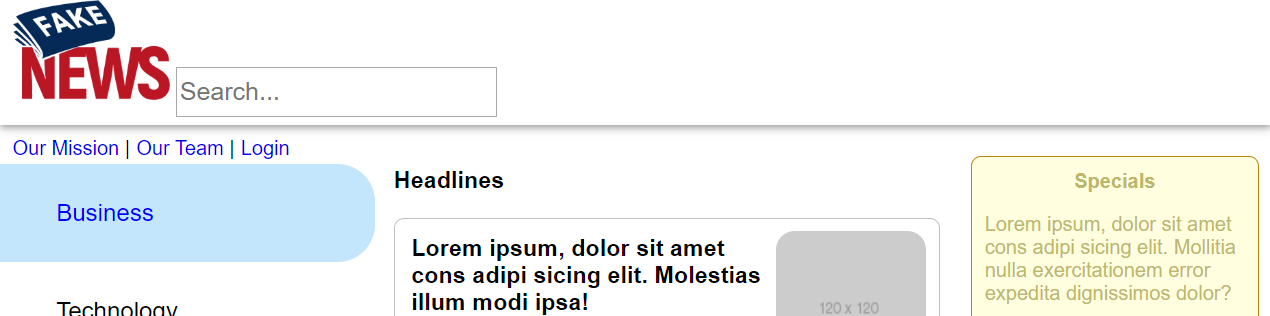 FAKE
NEWS
Search...
Our Mission | Our Team | Login
Business
Technology
Headlines
Lorem ipsum, dolor sit amet
cons adipi sicing elit. Molestias
illum modi ipsa!
120 x 120
Specials
Lorem ipsum, dolor sit amet
cons adipi sicing elit. Mollitia
nulla exercitationem error
expedita dignissimos dolor?